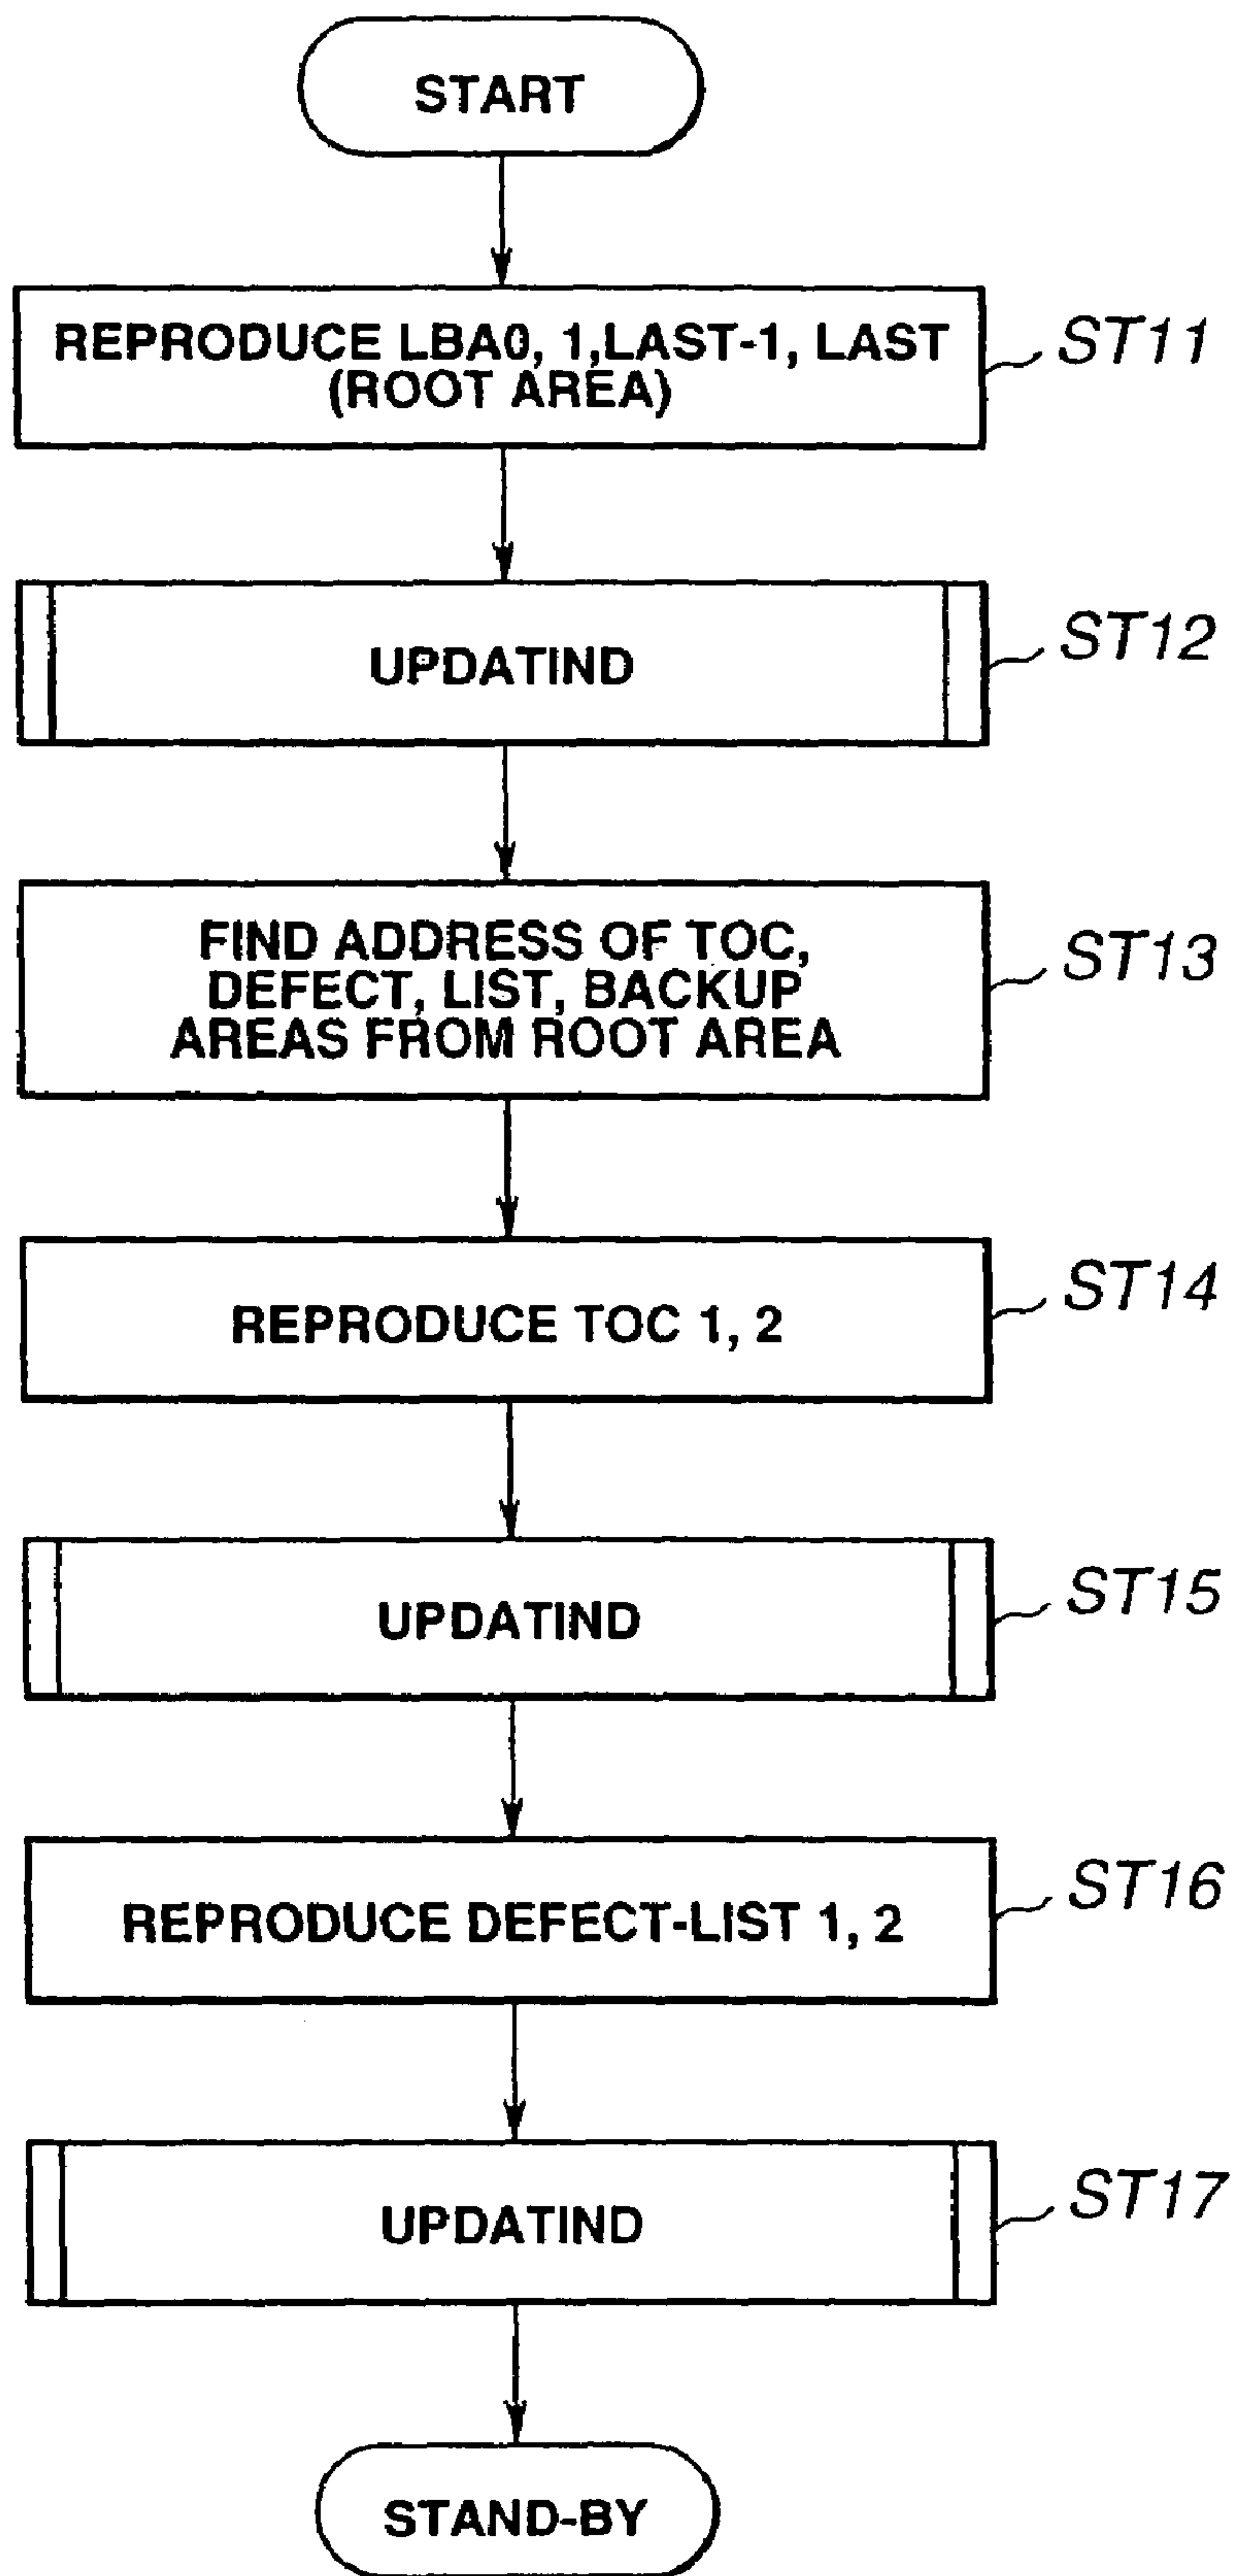 START
REPRODUCE LBA0, 1,LAST-1, LAST
(ROOT AREA)
ST11
UPDATIND
ST12
FIND ADDRESS OF TOC,
DEFECT, LIST, BACKUP
AREAS FROM ROOT AREA
ST13
REPRODUCE TOC 1, 2
ST14
UPDATIND
ST15
REPRODUCE DEFECT-LIST 1, 2
ST16
UPDATIND
ST17
STAND-BY